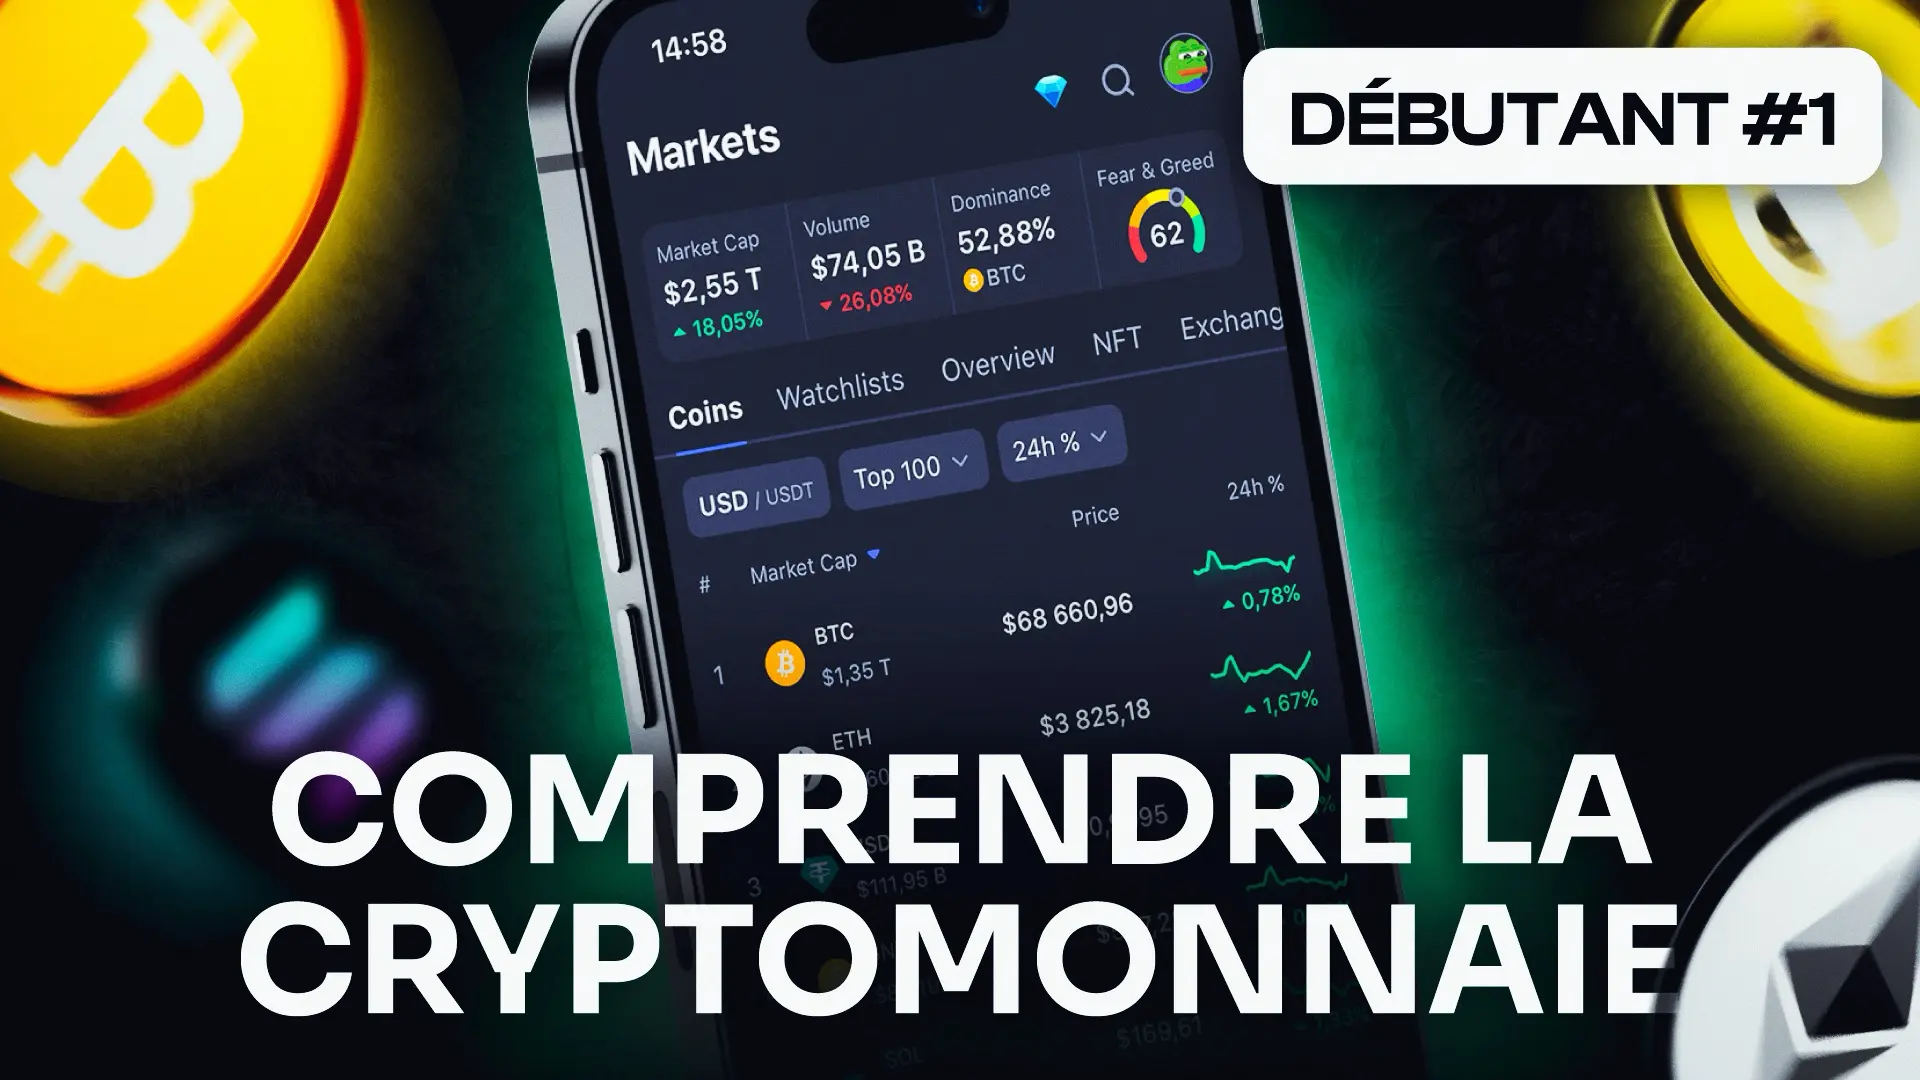 14:58
DÉBUTANT #1
Markets
Market Cap
$2,55 T
18,05%
Volume
$74,05 B
26,08%
Dominance
52,88%
BTC
Fear & Greed
62
Coins Watchlists Overview NFT Exchang
USD / USDT Top 100 24h %
# Market Cap Price 24h %
1 BTC $68 660,96 0,78%
$1,35 T
ETH $3 825,18 1,67%
COMPRENDRE LA
3
$111,95 B
CRYPTOMONNAIE
SOL $169,61